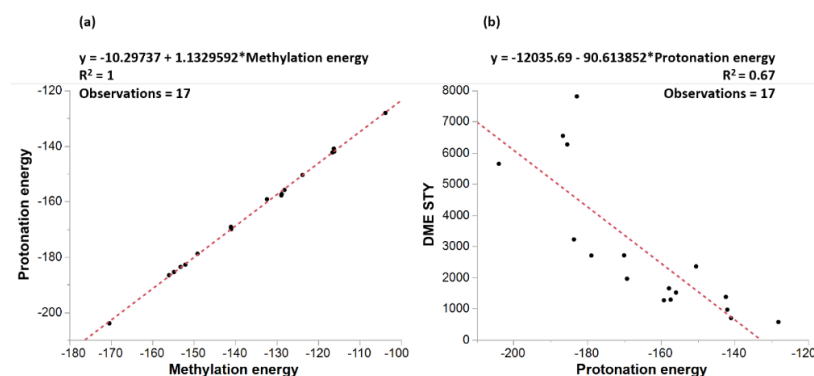 (a)
y = -10.29737 + 1.1329592*Methylation energy
R² = 1
Observations = 17
-120
-140
-160
-180
-200
Protonation energy
-180 -170 -160 -150 -140 -130 -120 -110 -100
Methylation energy
(b)
y = -12035.69 - 90.613852*Protonation energy
R² = 0.67
Observations = 17
8000
7000
6000
5000
4000
3000
2000
1000
0
DME STY
-200 -180 -160 -140 -120
Protonation energy